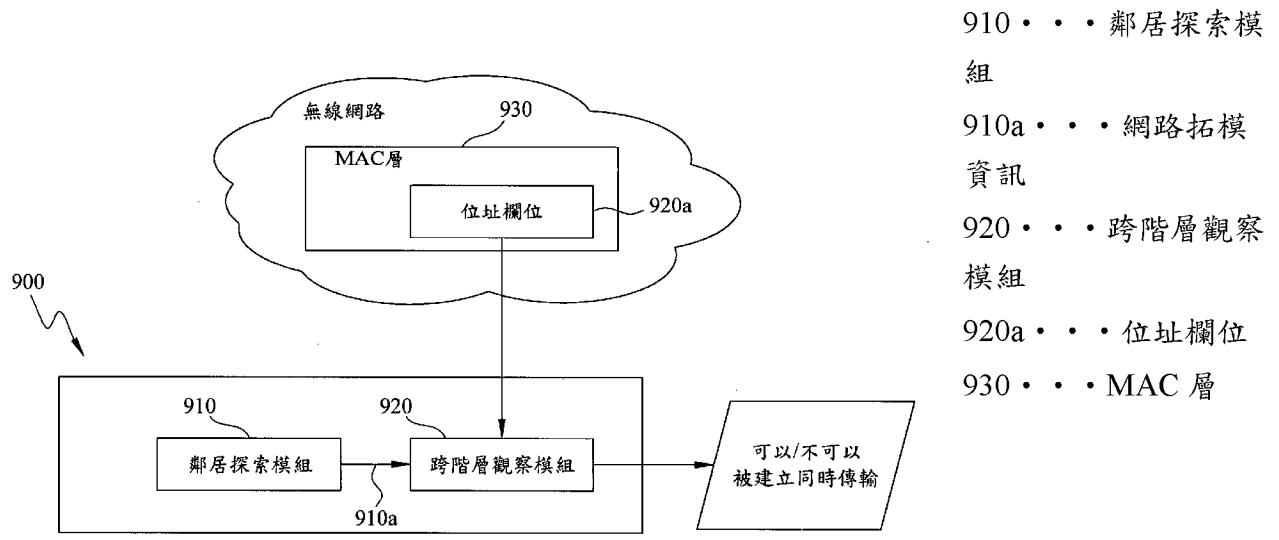 無線網路
930
MAC層
位址欄位
920a
900
910
920
鄰居探索模組
跨階層觀察模組
910a
可以/不可以
被建立同時傳輸
910・・・鄰居探索模
組
910a・・・網路拓模
資訊
920・・・跨階層觀察
模組
920a・・・位址欄位
930・・・MAC 層